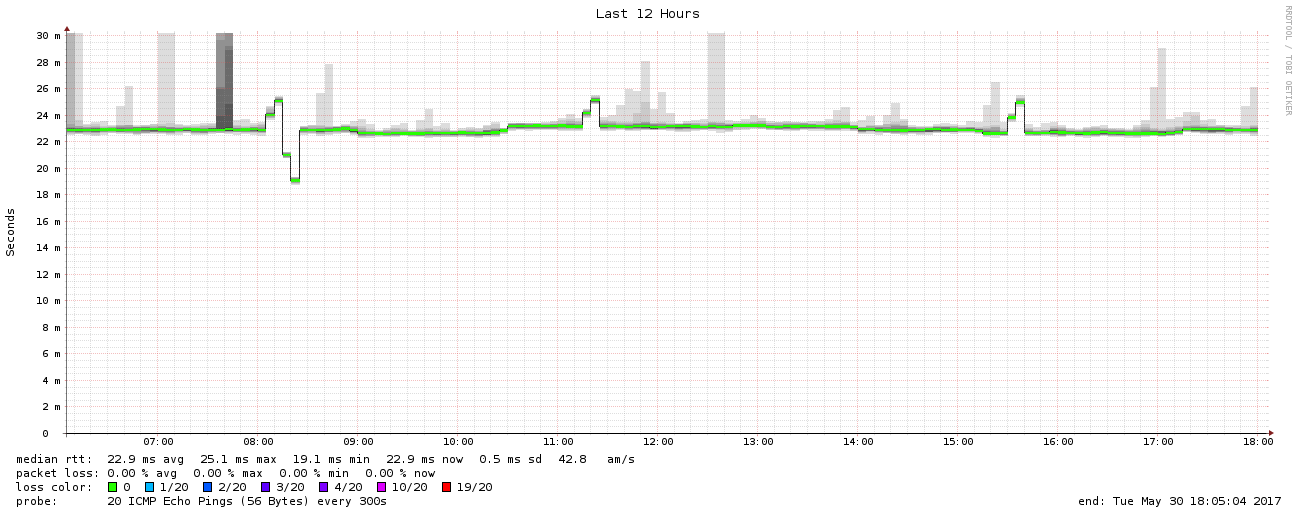 Last 12 Hours
RRDTOOL / TOBI OETIKER
Seconds
30 m
28 m
26 m
24 m
22 m
20 m
18 m
16 m
14 m
12 m
10 m
8 m
6 m
4 m
2 m
0
07:00 08:00 09:00 10:00 11:00 12:00 13:00 14:00 15:00 16:00 17:00 18:00
median rtt: 22.9 ms avg 25.1 ms max 19.1 ms min 22.9 ms now 0.5 ms sd 42.8 am/s
packet loss: 0.00 % avg 0.00 % max 0.00 % min 0.00 % now
loss color: 0 1/20 2/20 3/20 4/20 10/20 19/20
probe: 20 ICMP Echo Pings (56 Bytes) every 300s end: Tue May 30 18:05:04 2017